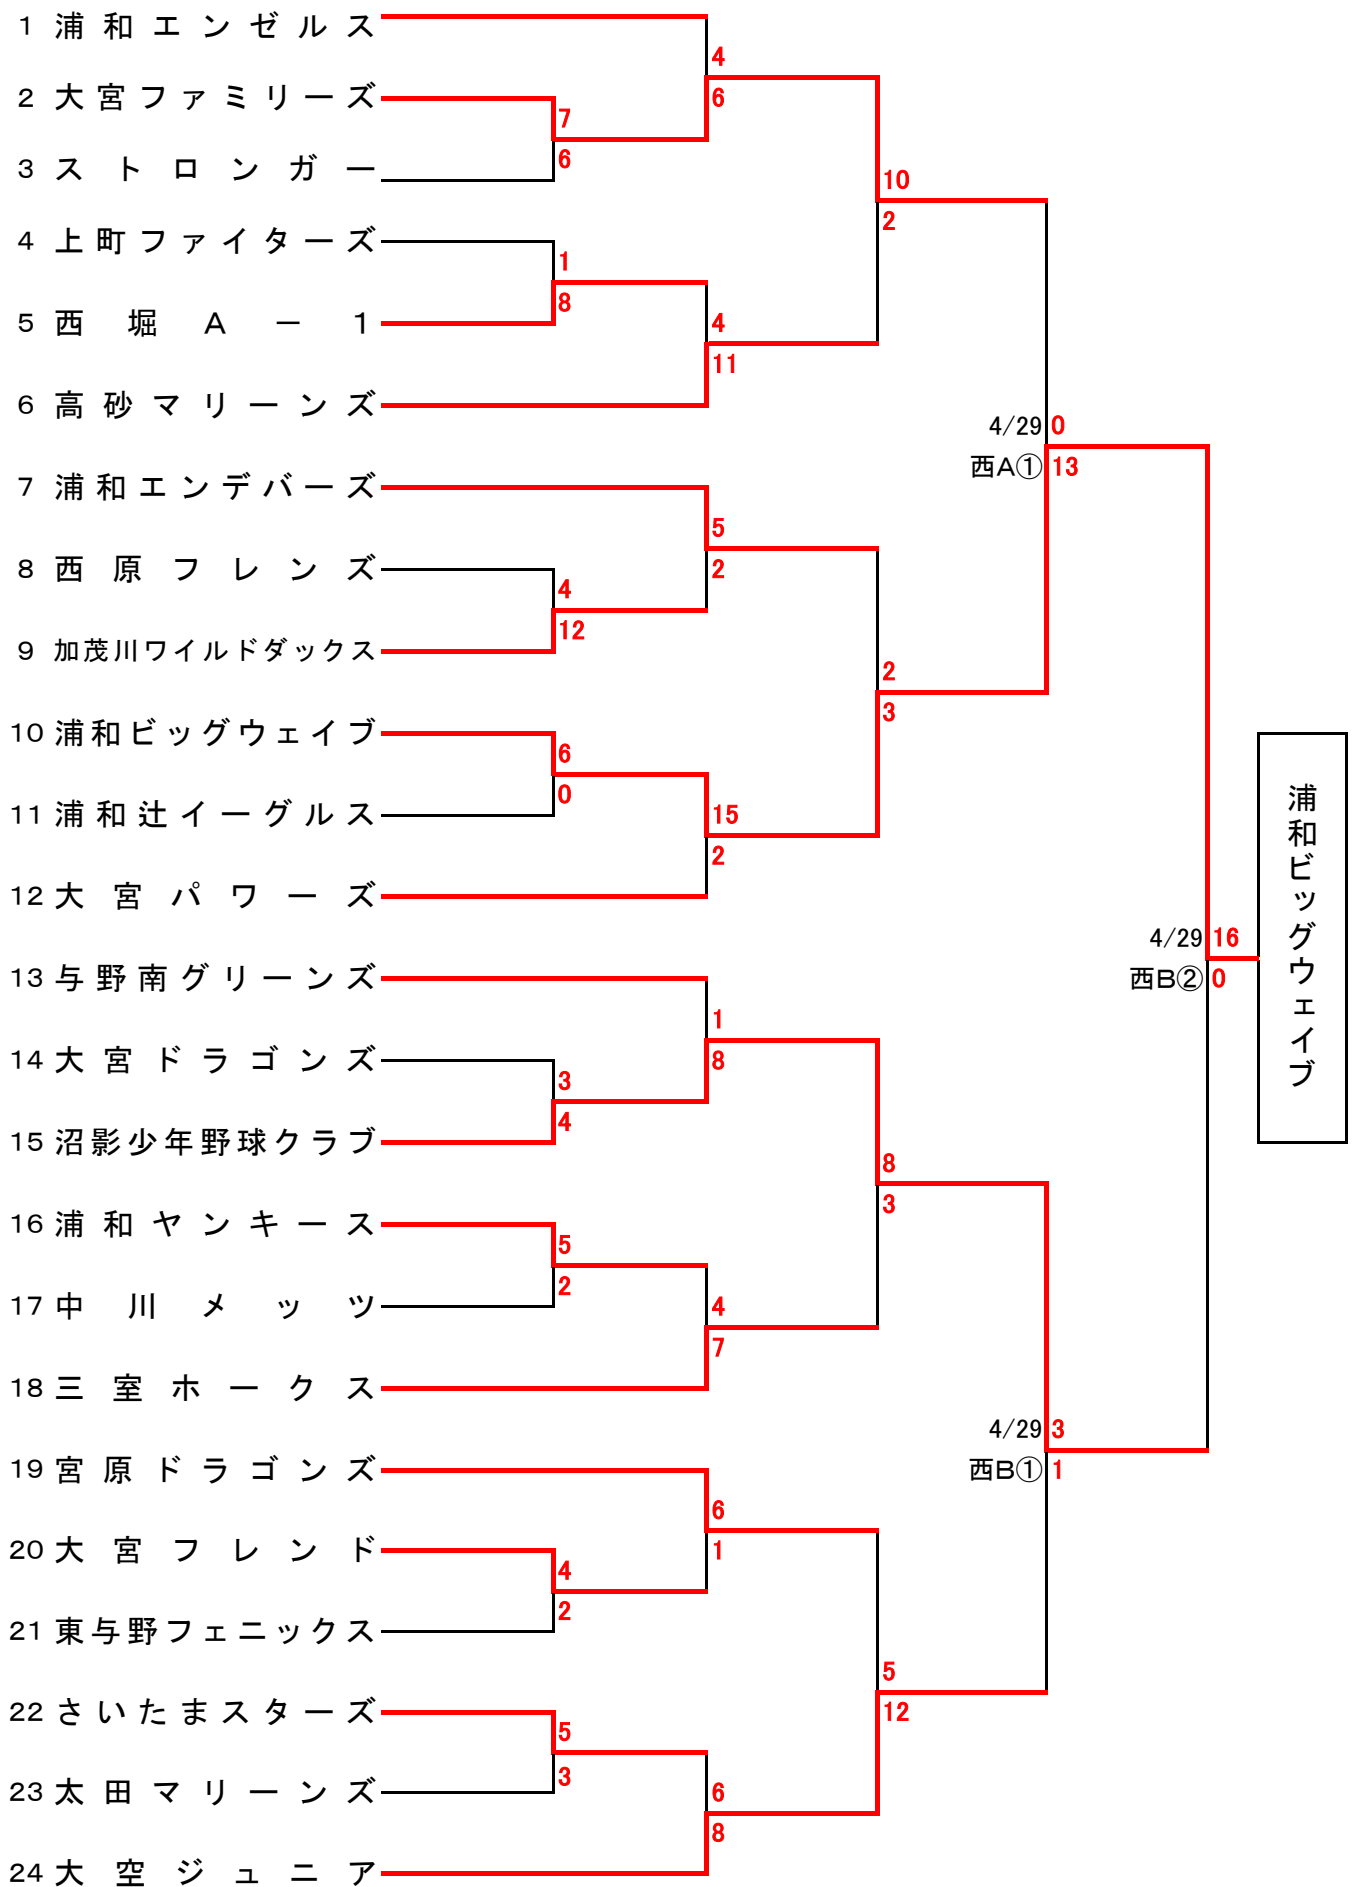 1 浦和エンゼルス
4
2 大宮ファミリーズ
6
7
3 ストロンガー
6
10
2
4 上町ファイターズ
1
5 西堀A－1
8
4
11
6 高砂マリーンズ
4/29 0
西A① 13
7 浦和エンデバーズ
5
8 西原フレンズ
2
4
9 加茂川ワイルドダックス
12
2
3
10 浦和ビッグウェイブ
6
0
11 浦和辻イーグルス
15
2
12 大宮パワーズ
浦和ビッグウェイブ
4/29 16
西B② 0
13 与野南グリーンズ
1
14 大宮ドラゴンズ
8
3
15 沼影少年野球クラブ
4
8
3
16 浦和ヤンキース
5
2
17 中川メッツ
4
7
18 三室ホークス
4/29 3
西B① 1
19 宮原ドラゴンズ
6
20 大宮フレンド
1
4
2
21 東与野フェニックス
5
12
22 さいたまスターズ
5
3
23 太田マリーンズ
6
8
24 大空ジュニア